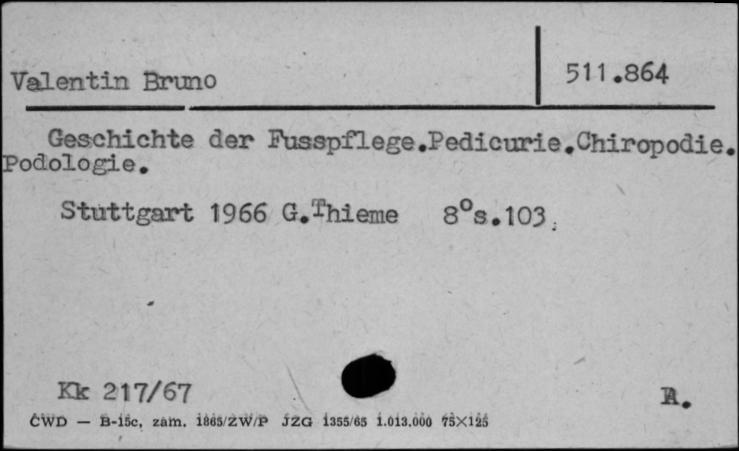 Valentin Bruno
511.864
Geschichte der Fusspflege.Pedicurie.Chiropodie.
Podologie.
Stuttgart 1966 G.Thieme 8°s.103.
Kk 217/67
R.
ĆWD — B-15c, zam. 1865/ZW/P JZG 1355/65 1.013.000 75×125